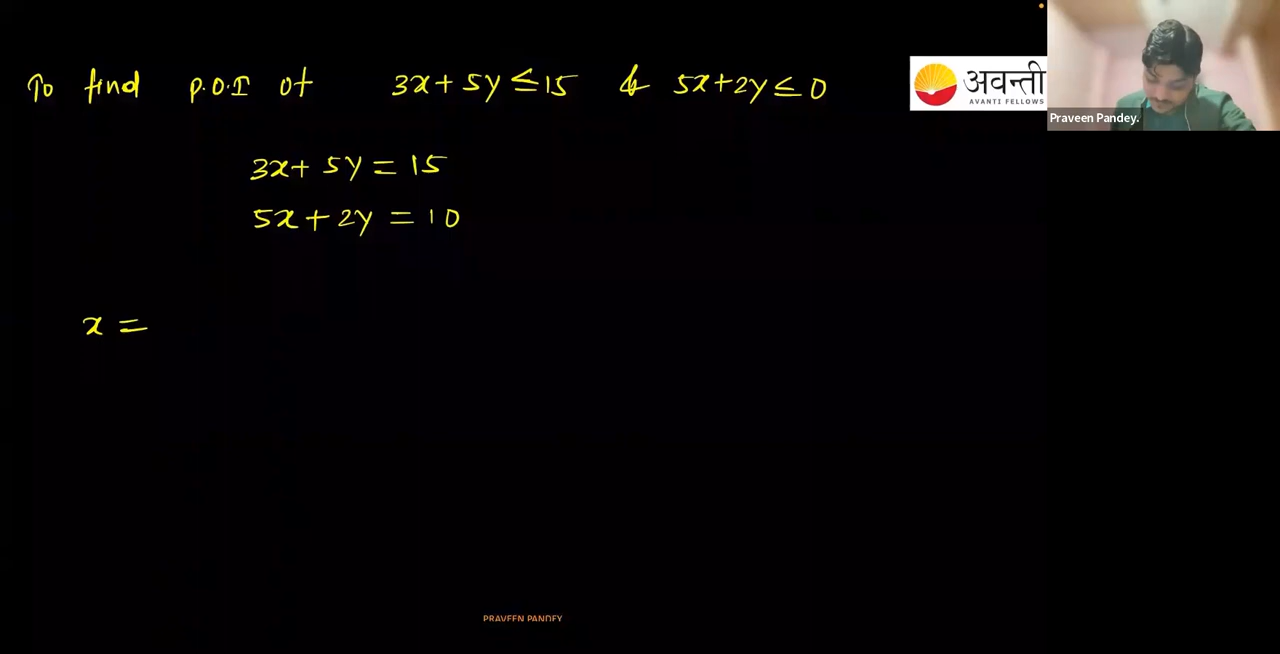 To find P.O.I of 3x + 5y ≤ 15 & 5x + 2y ≤ 0
अवन्ती
AVANTI FELLOWS
Praveen Pandey.
3x + 5y = 15
5x + 2y = 10
x =
PRAVEEN PANDEY